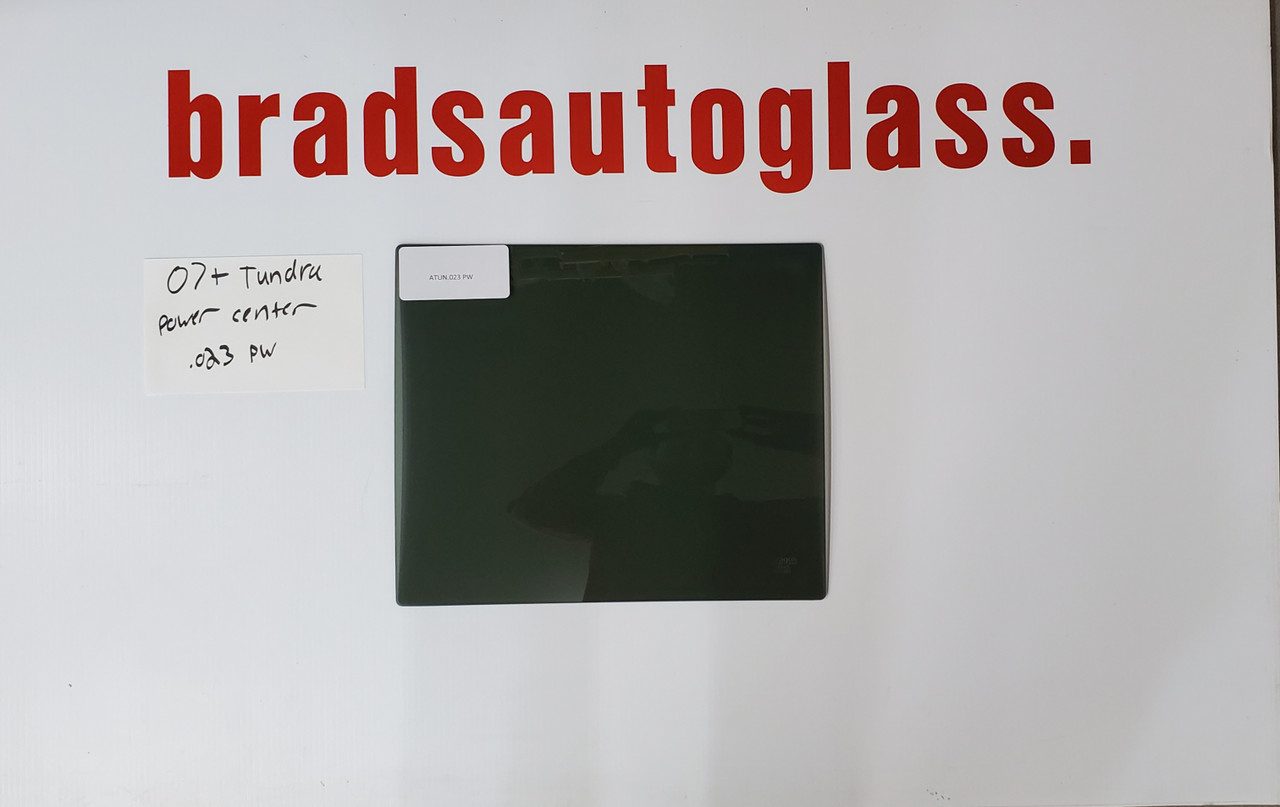 bradsautoglass.
07+ Tundra
power center
.023 PW
ATUN.023 PW